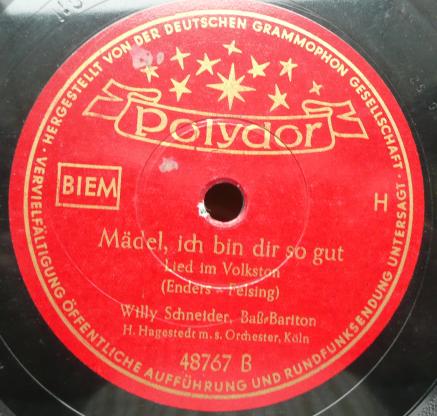 HERGESTELLT VON DER DEUTSCHEN GRAMMOPHON GESELLSCHAFT · VERVIELFÄLTIGUNG ÖFFENTLICHE AUFFÜHRUNG UND RUNDFUNKSENDUNG UNTERSAGT ·
Polydor
BIEM
H
Mädel, ich bin dir so gut
Lied im Volkston
(Enders - Felsing)
Willy Schneider, Baß-Bariton
H. Hagestedt m. s. Orchester, Köln
48767 B